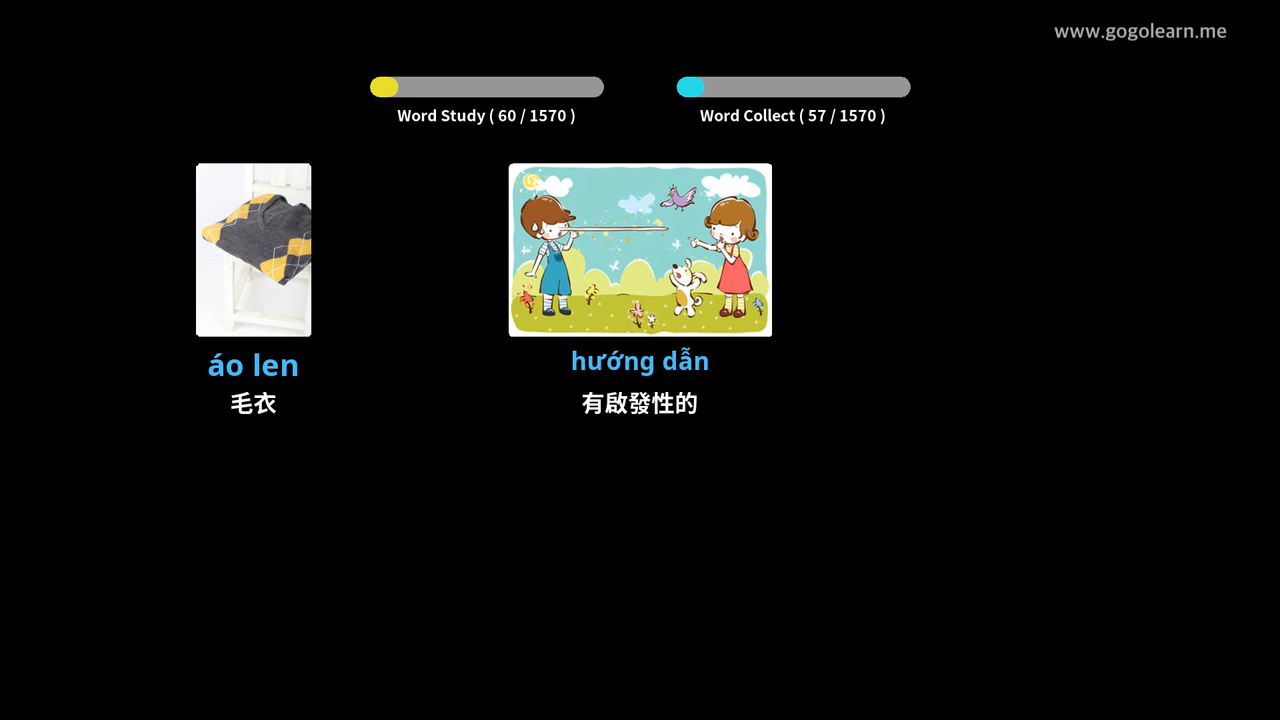 www.gogolearn.me
Word Study ( 60 / 1570 )
Word Collect ( 57 / 1570 )
áo len
毛衣
hướng dẫn
有啟發性的